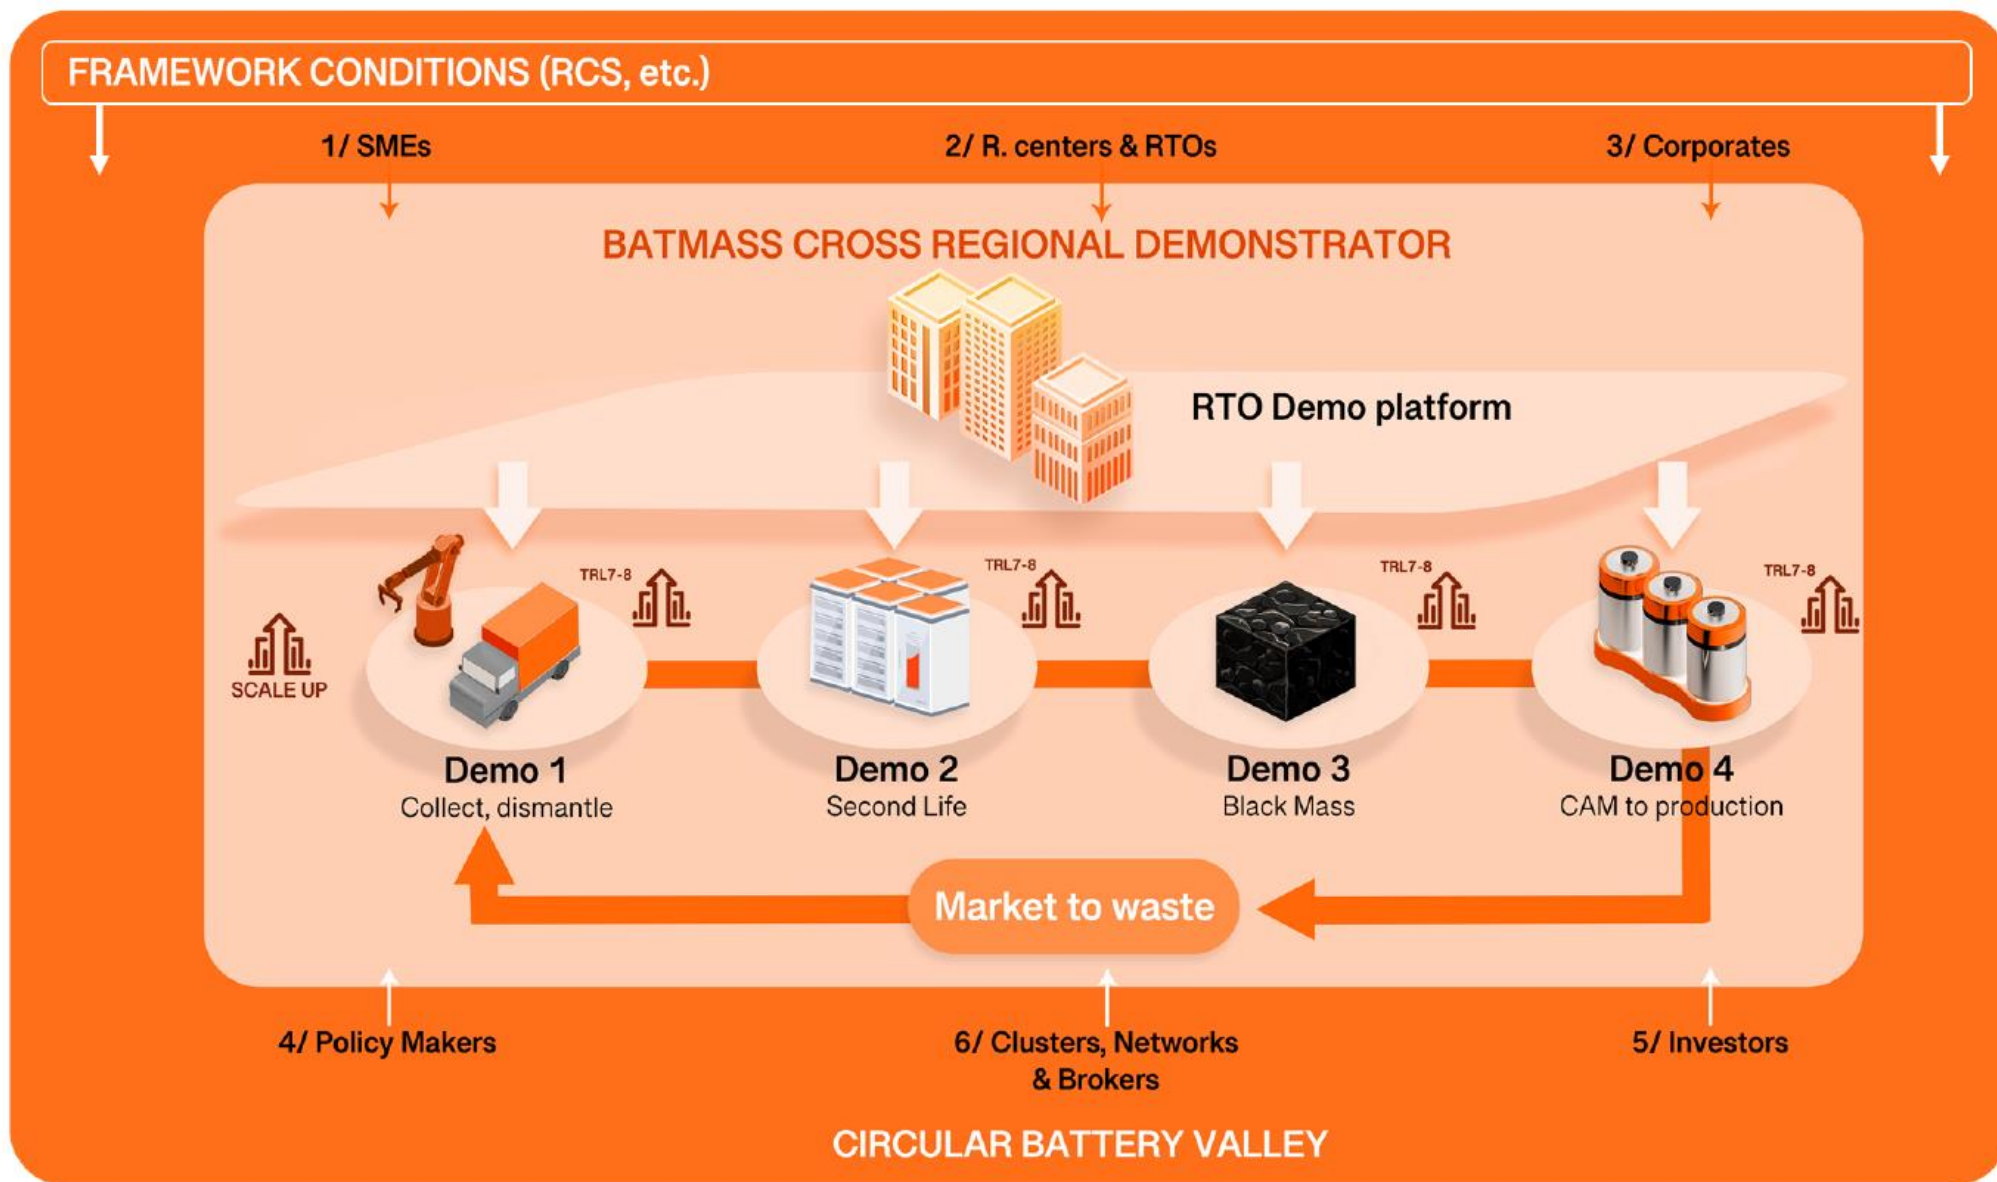 FRAMEWORK CONDITIONS (RCS, etc.)
1/ SMEs
2/ R. centers & RTOs
3/ Corporates
BATMASS CROSS REGIONAL DEMONSTRATOR
RTO Demo platform
SCALE UP
TRL7-8
TRL7-8
TRL7-8
TRL7-8
Demo 1
Collect, dismantle
Demo 2
Second Life
Demo 3
Black Mass
Demo 4
CAM to production
Market to waste
4/ Policy Makers
6/ Clusters, Networks
& Brokers
5/ Investors
CIRCULAR BATTERY VALLEY